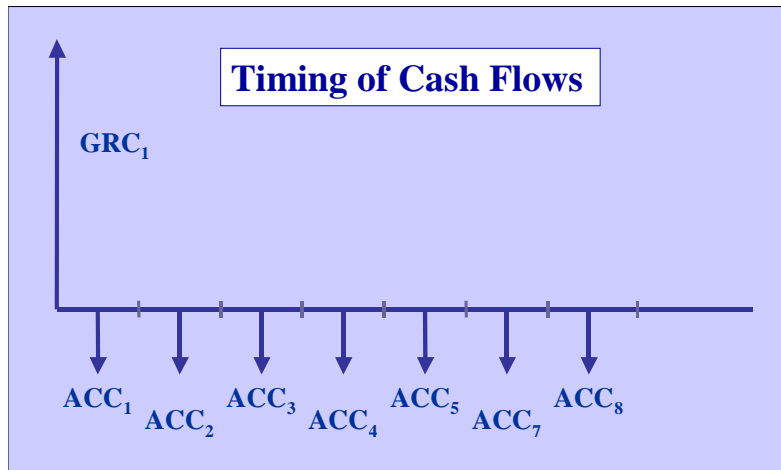 Timing of Cash Flows
GRC₁
ACC₁ ACC₂ ACC₃ ACC₄ ACC₅ ACC₇ ACC₈